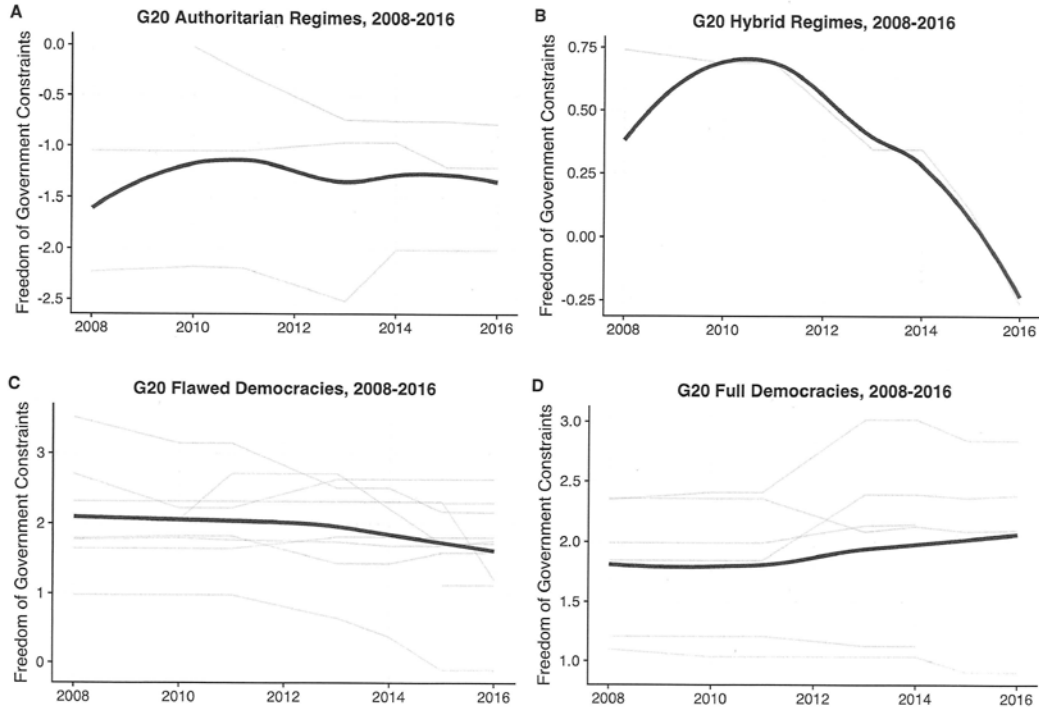 A
G20 Authoritarian Regimes, 2008-2016
Freedom of Government Constraints
0.0
-0.5
-1.0
-1.5
-2.0
-2.5
2008 2010 2012 2014 2016
B
G20 Hybrid Regimes, 2008-2016
Freedom of Government Constraints
0.75
0.50
0.25
0.00
-0.25
2008 2010 2012 2014 2016
C
G20 Flawed Democracies, 2008-2016
Freedom of Government Constraints
3
2
1
0
2008 2010 2012 2014 2016
D
G20 Full Democracies, 2008-2016
Freedom of Government Constraints
3.0
2.5
2.0
1.5
1.0
2008 2010 2012 2014 2016